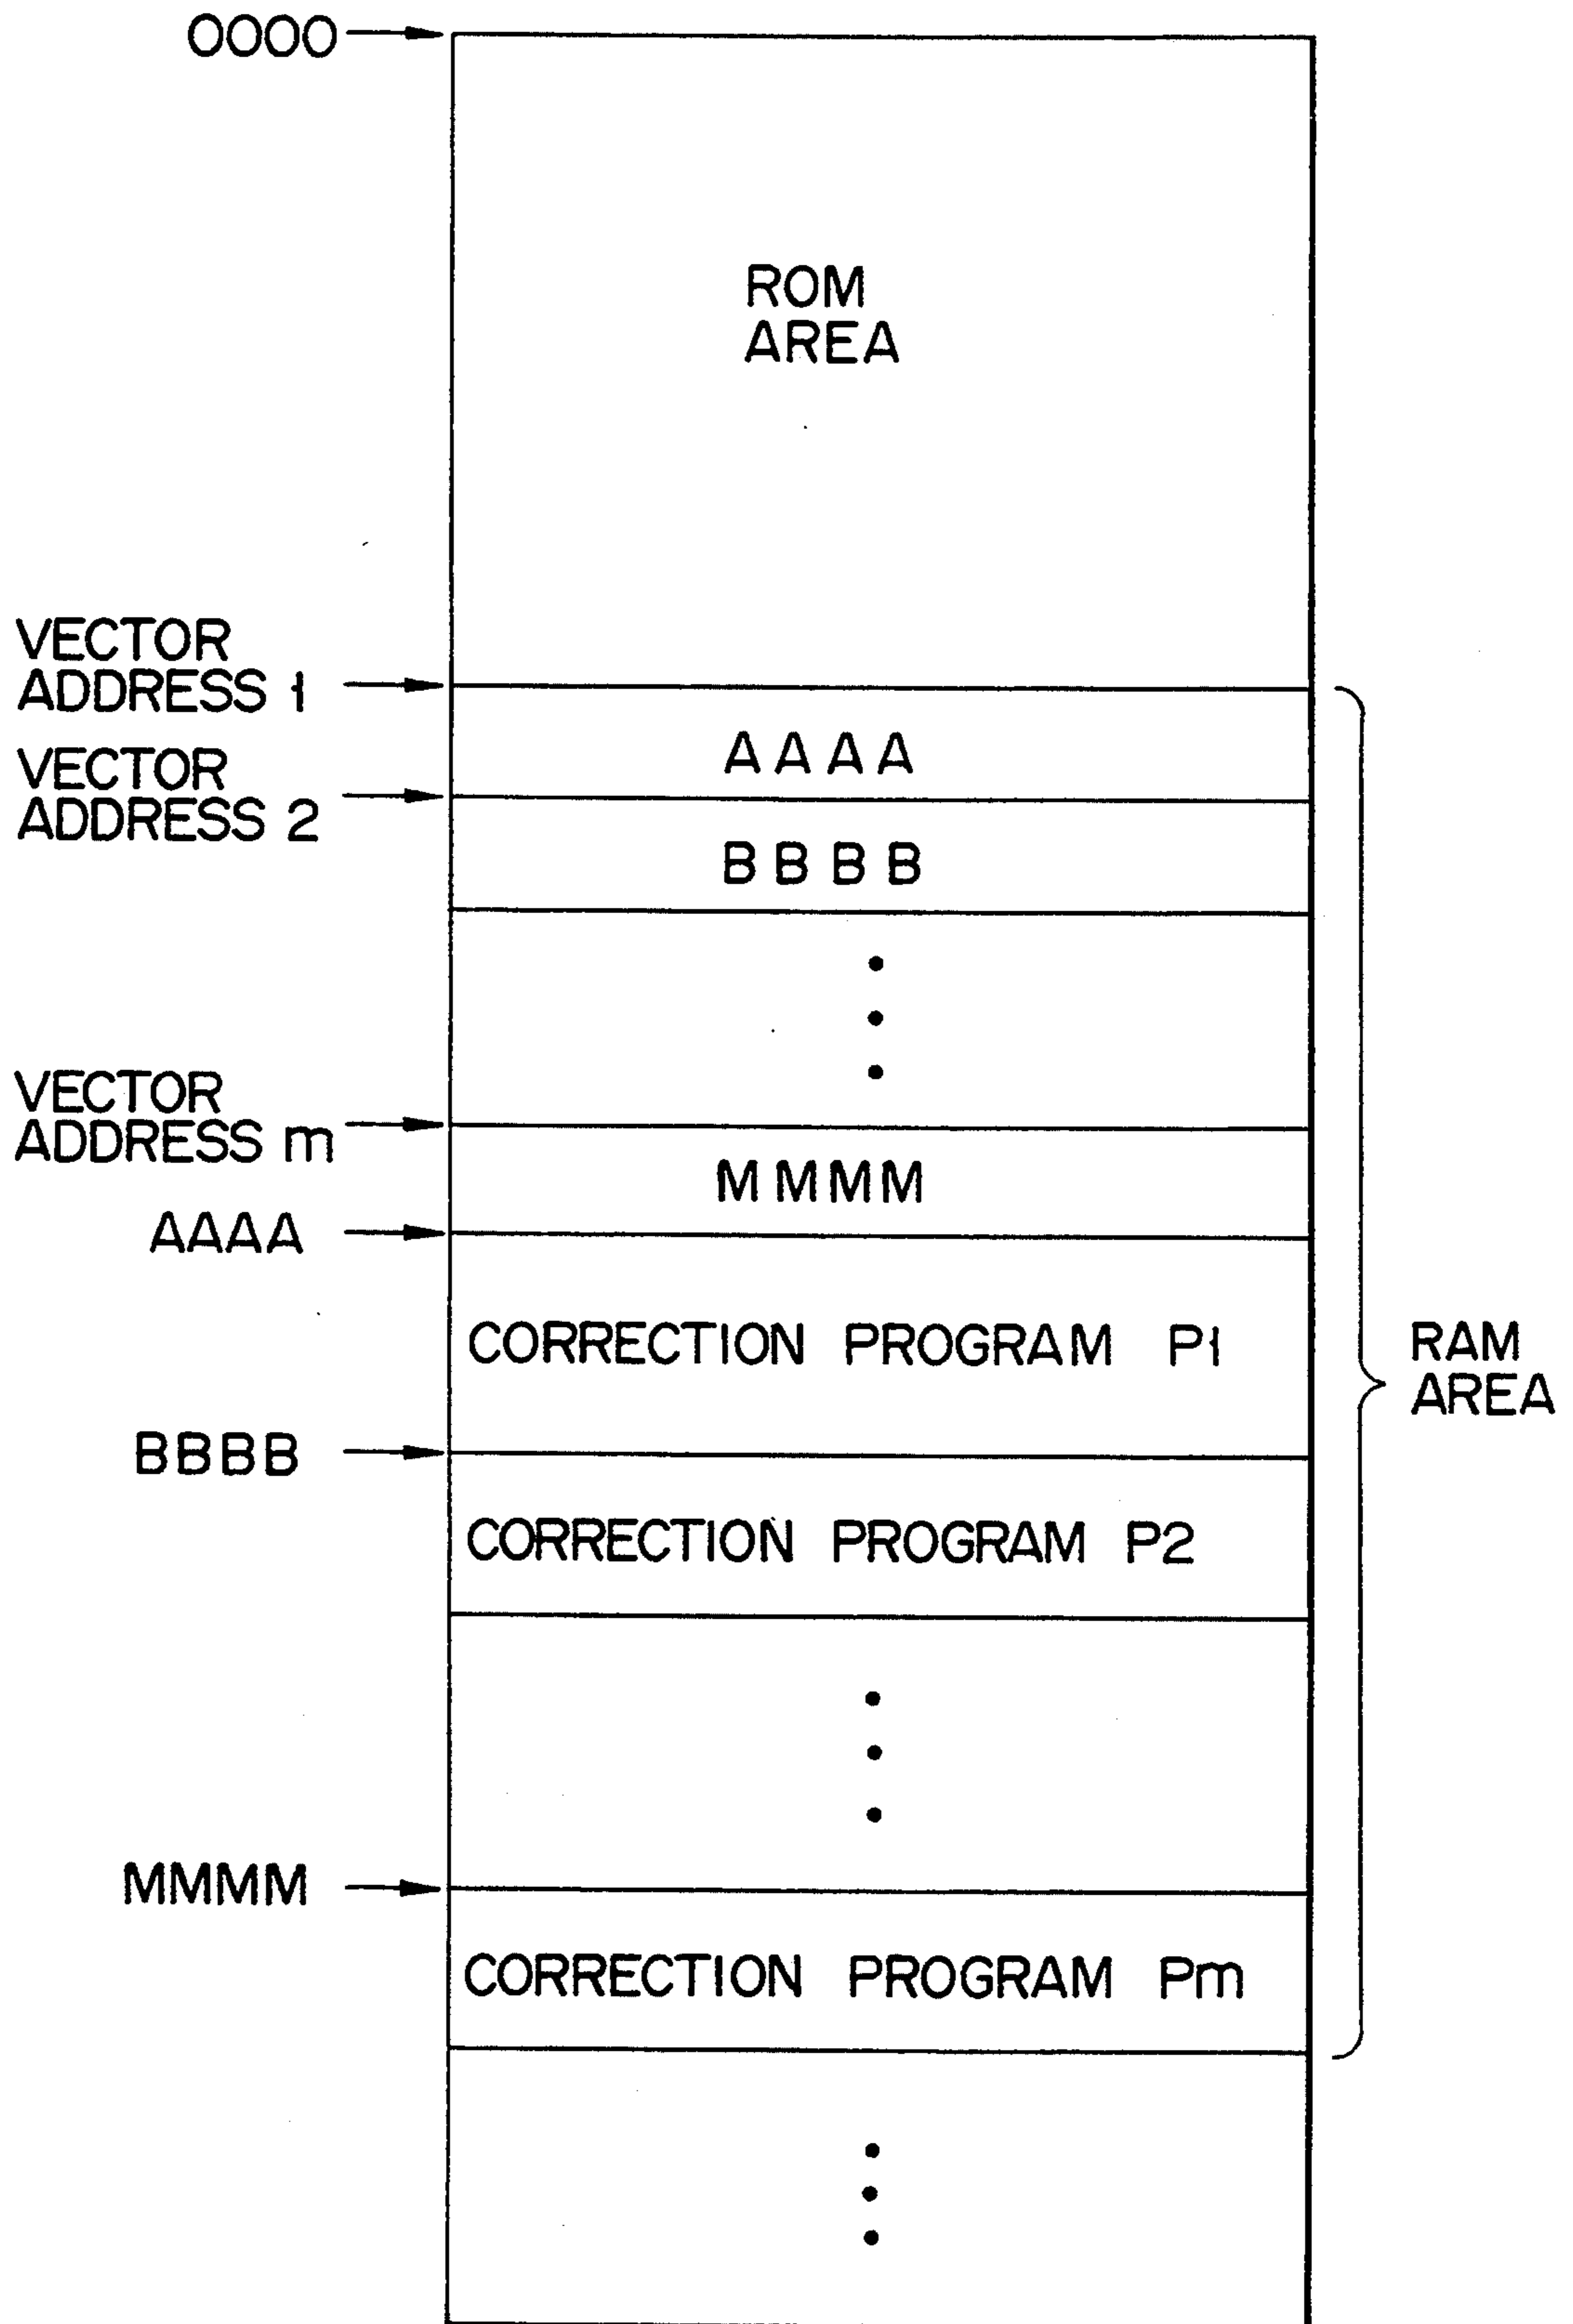 0000
ROM
AREA
VECTOR
ADDRESS 1
AAAA
VECTOR
ADDRESS 2
BBBB
VECTOR
ADDRESS m
MMMM
AAAA
CORRECTION PROGRAM P1
RAM
AREA
BBBB
CORRECTION PROGRAM P2
MMMM
CORRECTION PROGRAM Pm